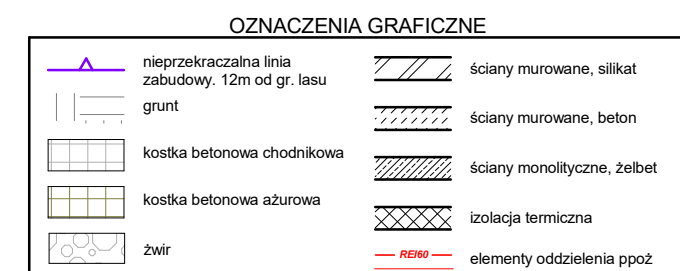 OZNACZENIA GRAFICZNE
nieprzekraczalna linia
zabudowy. 12m od gr. lasu
grunt
kostka betonowa chodnikowa
kostka betonowa ażurowa
żwir
ściany murowane, silikat
ściany murowane, beton
ściany monolityczne, żelbet
izolacja termiczna
REI60
elementy oddzielenia ppoż